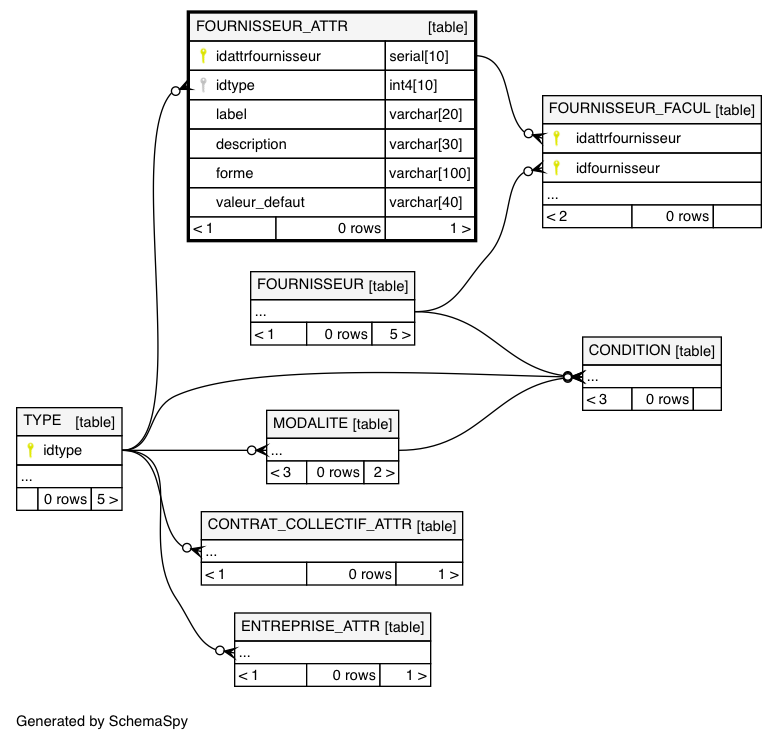 FOURNISSEUR_ATTR [table]
idattrfournisseur serial[10]
idtype int4[10]
label varchar[20]
description varchar[30]
forme varchar[100]
valeur_defaut varchar[40]
< 1 0 rows 1 >
FOURNISSEUR_FACUL [table]
idattrfournisseur
idfournisseur
...
< 2 0 rows
FOURNISSEUR [table]
...
< 1 0 rows 5 >
CONDITION [table]
...
< 3 0 rows
TYPE [table]
idtype
...
0 rows 5 >
MODALITE [table]
...
< 3 0 rows 2 >
CONTRAT_COLLECTIF_ATTR [table]
...
< 1 0 rows 1 >
ENTREPRISE_ATTR [table]
...
< 1 0 rows 1 >
Generated by SchemaSpy